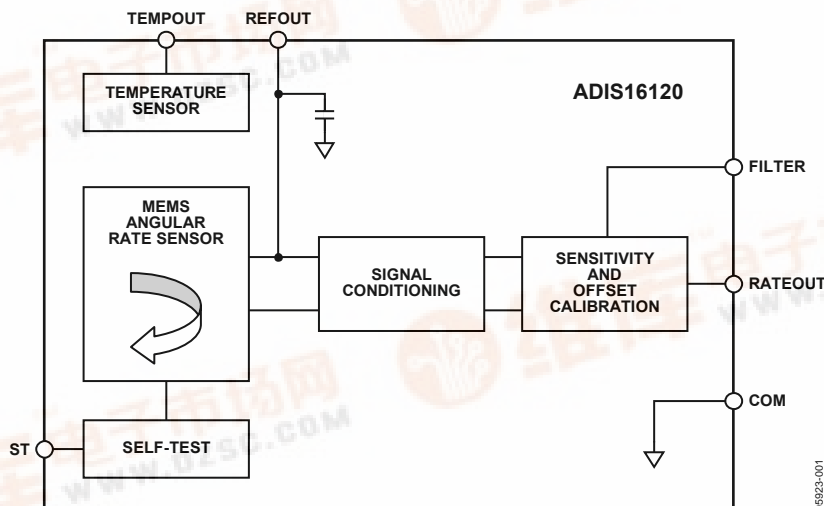 TEMPOUT
REFOUT
TEMPERATURE
SENSOR
ADIS16120
FILTER
MEMS
ANGULAR
RATE SENSOR
SIGNAL
CONDITIONING
SENSITIVITY
AND
OFFSET
CALIBRATION
RATEOUT
COM
ST
SELF-TEST
05923-001